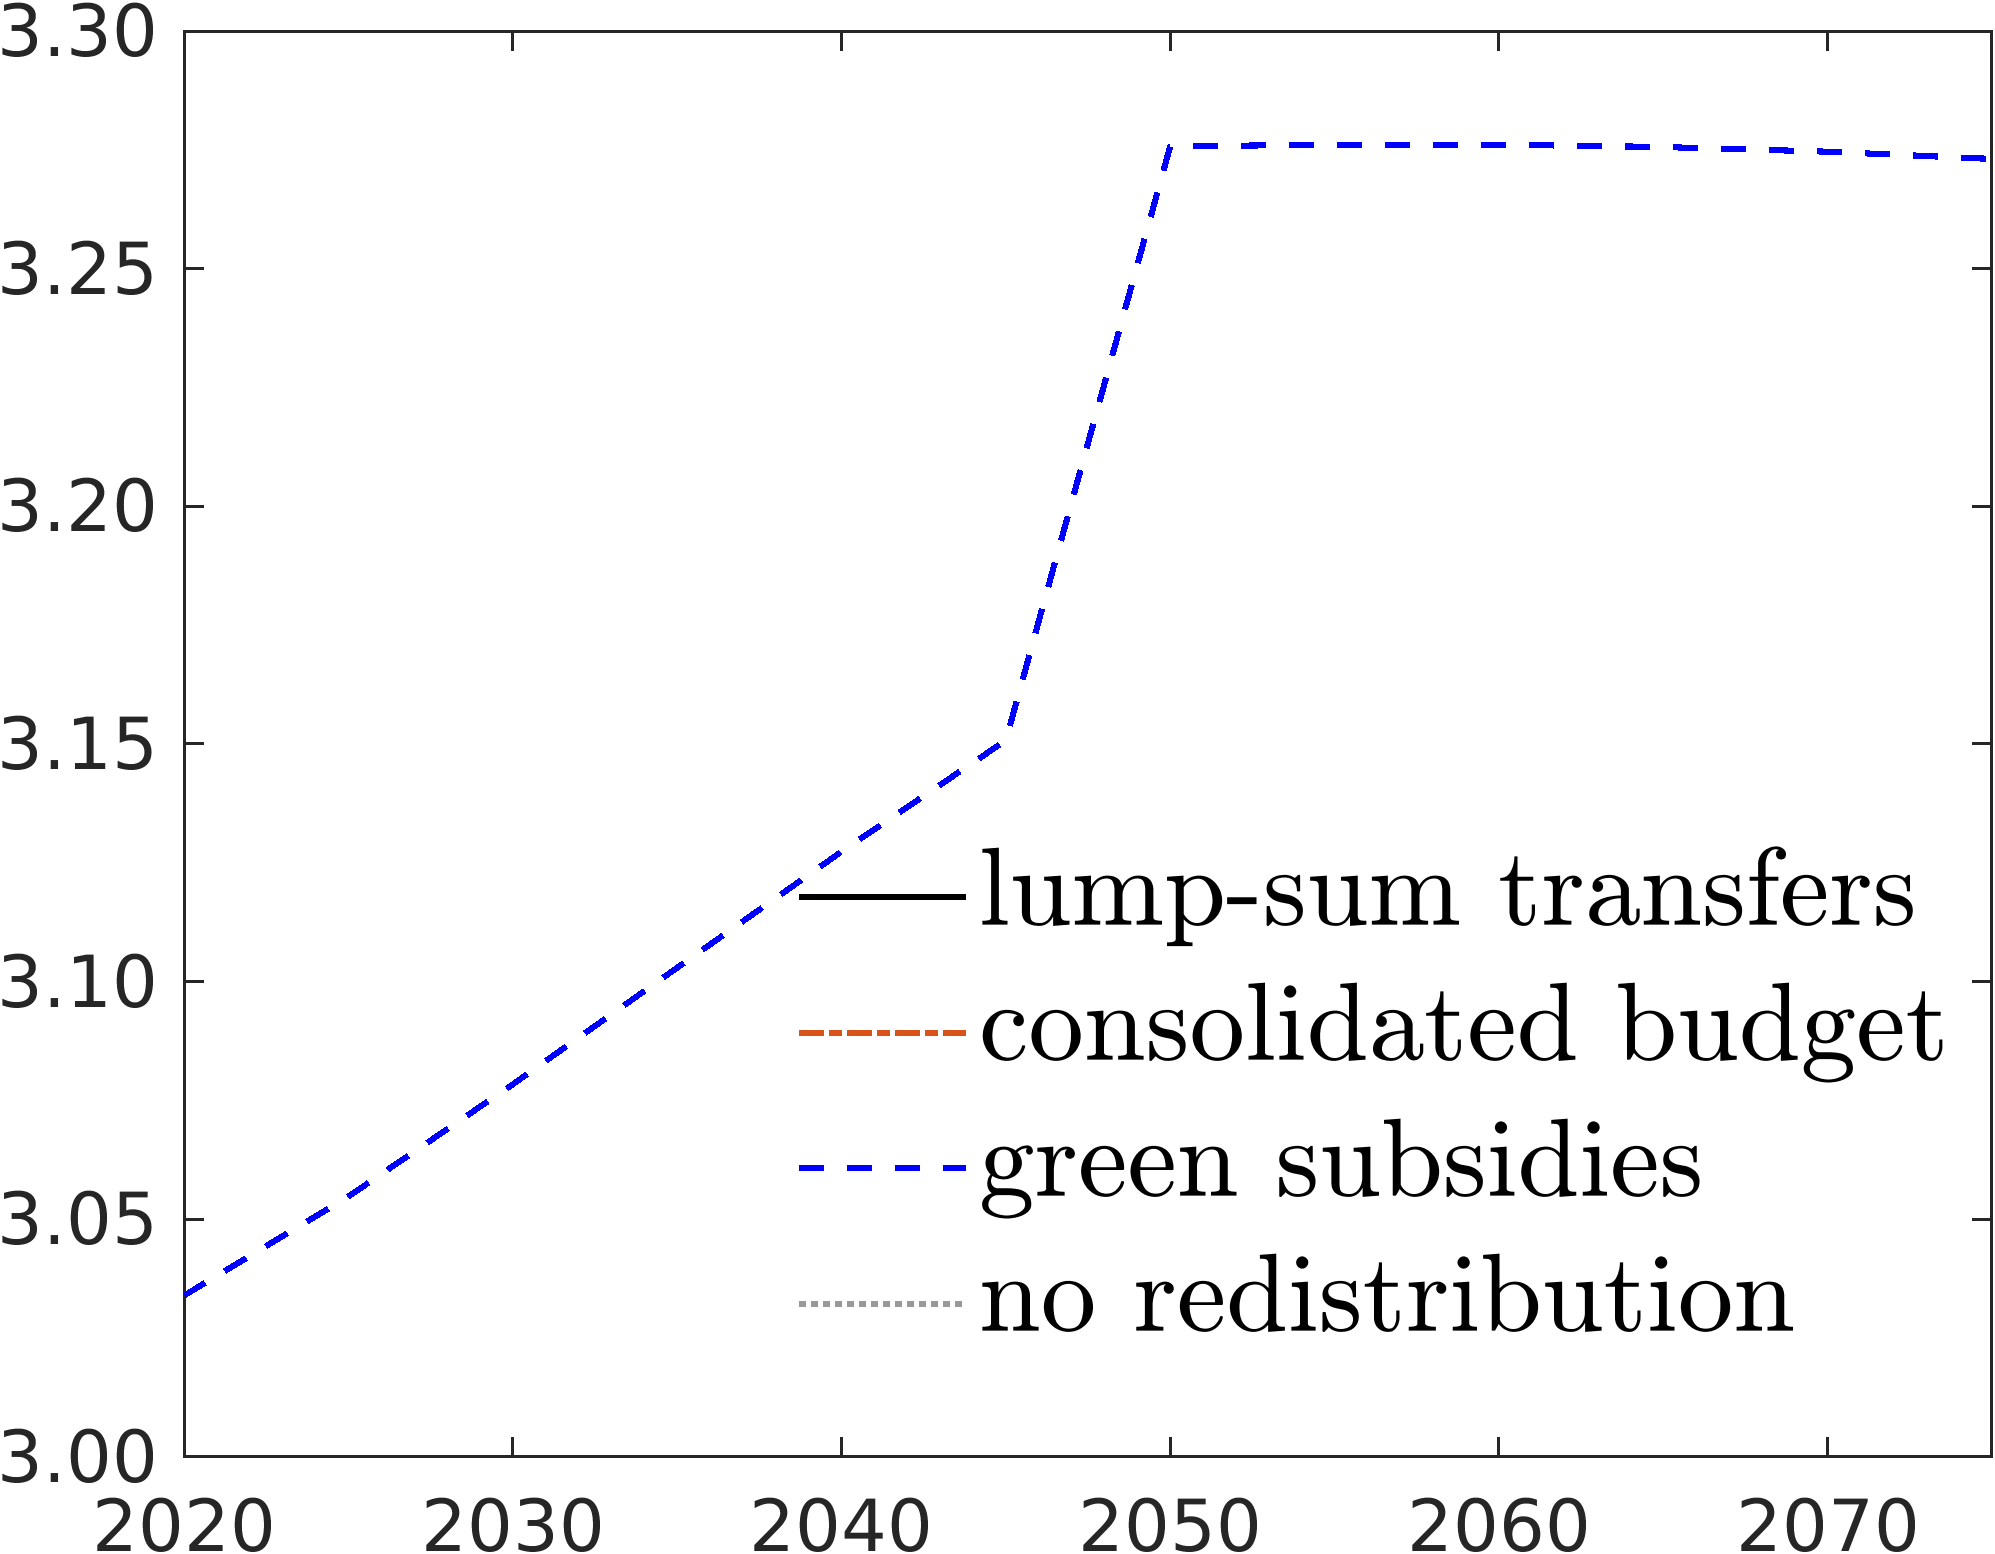 3.30
3.25
3.20
3.15
3.10
3.05
3.00
lump-sum transfers
consolidated budget
green subsidies
no redistribution
2020 2030 2040 2050 2060 2070